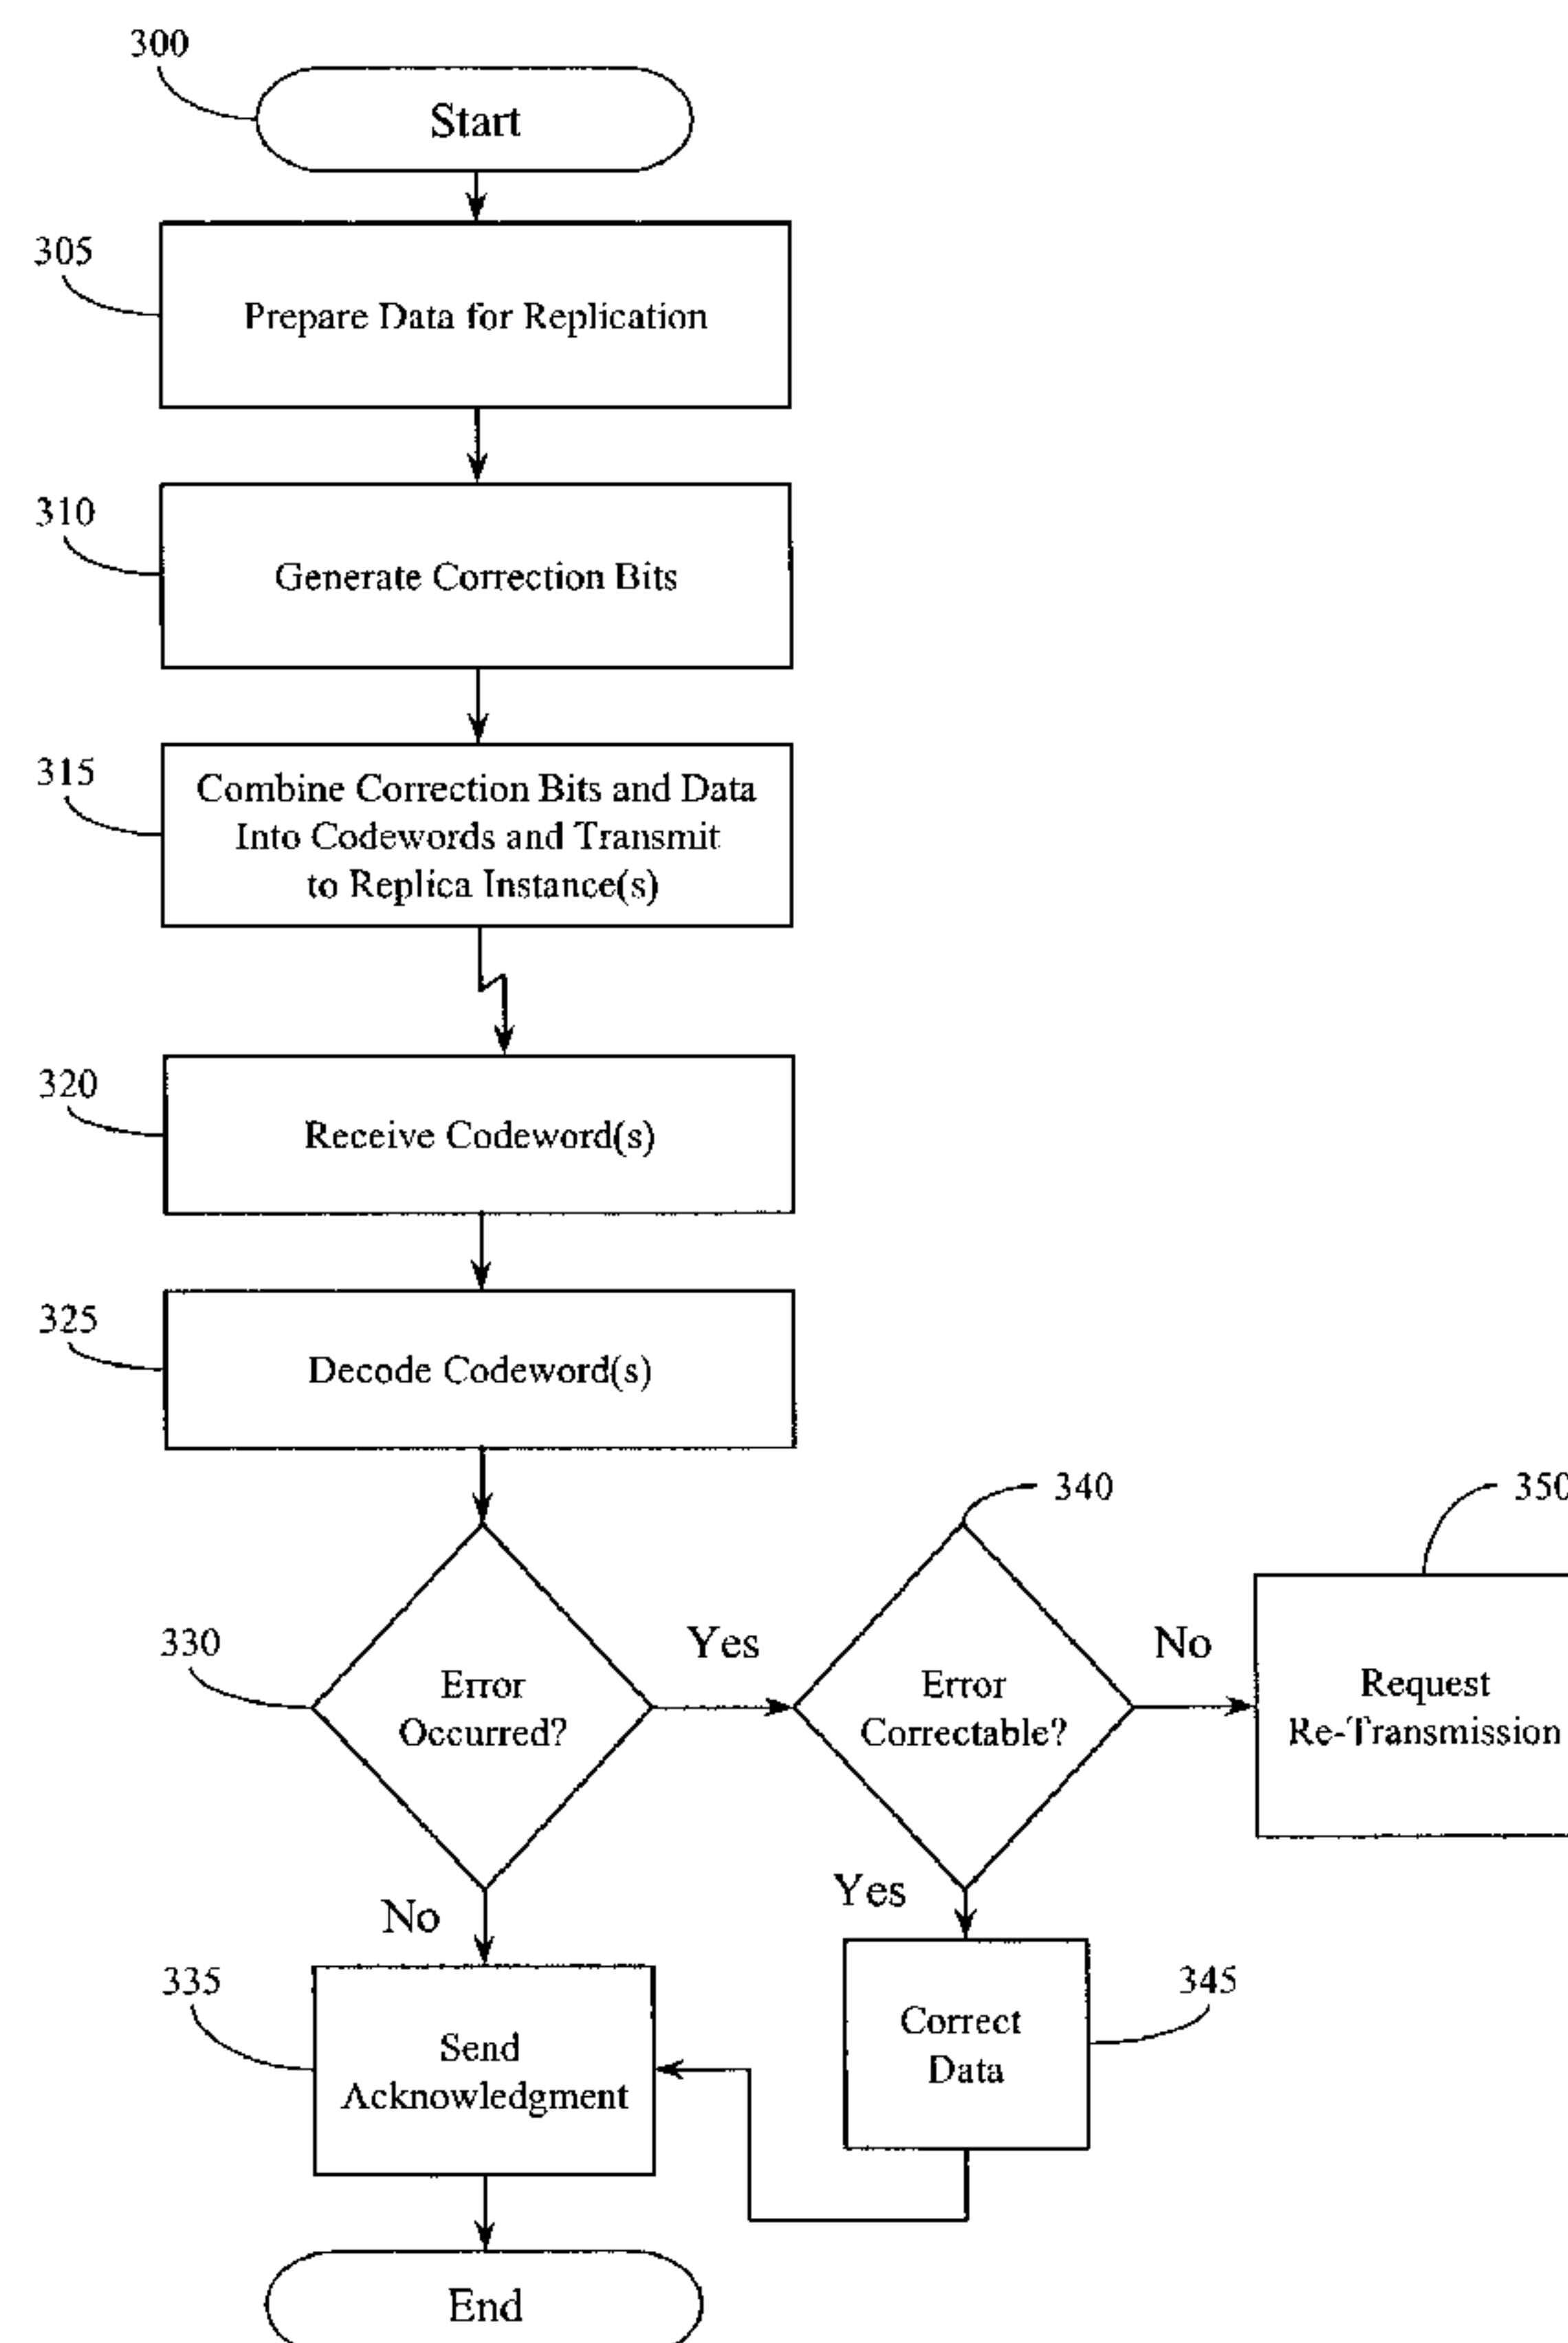 300
Start
305
Prepare Data for Replication
310
Generate Correction Bits
315
Combine Correction Bits and Data
Into Codewords and Transmit
to Replica Instance(s)
320
Receive Codeword(s)
325
Decode Codeword(s)
340
350
330
Error
Occurred?
Yes
Error
Correctable?
No
Request
Re-Transmission
No
Yes
335
Send
Acknowledgment
345
Correct
Data
End